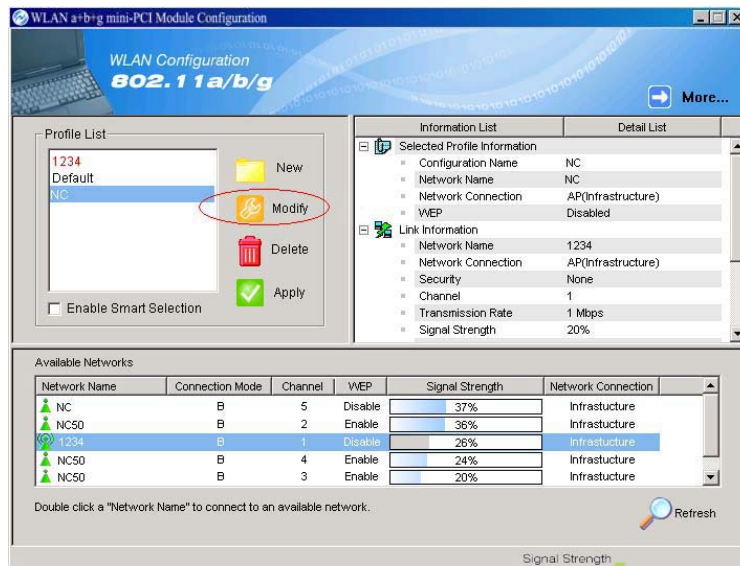 WLAN a+b+g mini-PCI Module Configuration
WLAN Configuration
802.11a/b/g
More...
Profile List
1234
Default
NC
New
Modify
Delete
Apply
Enable Smart Selection
Information List Detail List
Selected Profile Information
Configuration Name NC
Network Name NC
Network Connection AP(Infrastructure)
WEP Disabled
Link Information
Network Name 1234
Network Connection AP(Infrastructure)
Security None
Channel 1
Transmission Rate 1 Mbps
Signal Strength 20%
Available Networks
Network Name Connection Mode Channel WEP Signal Strength Network Connection
NC B 5 Disable 37% Infrastucture
NC50 B 2 Enable 36% Infrastucture
1234 B 1 Disable 26% Infrastucture
NC50 B 4 Enable 24% Infrastucture
NC50 B 3 Enable 20% Infrastucture
Double click a "Network Name" to connect to an available network.
Refresh
Signal Strength